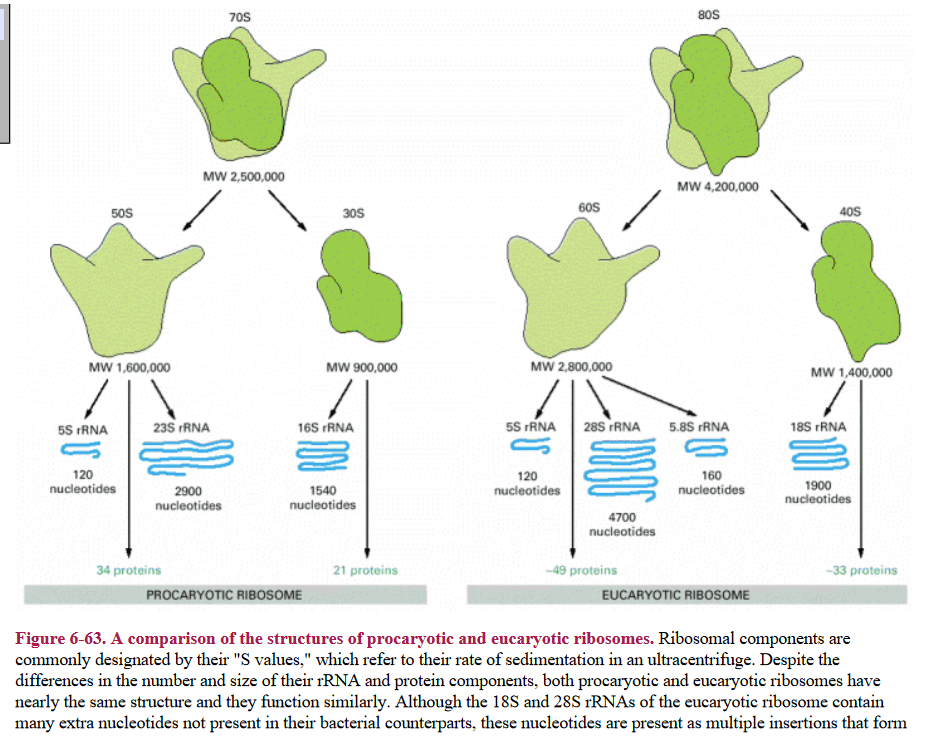 70S
80S
MW 2,500,000
MW 4,200,000
50S
30S
60S
40S
MW 1,600,000
MW 900,000
MW 2,800,000
MW 1,400,000
5S rRNA
23S rRNA
16S rRNA
5S rRNA
28S rRNA
5.8S rRNA
18S rRNA
120
nucleotides
2900
nucleotides
1540
nucleotides
120
nucleotides
4700
nucleotides
160
nucleotides
1900
nucleotides
34 proteins
21 proteins
~49 proteins
~33 proteins
PROCARYOTIC RIBOSOME
EUCARYOTIC RIBOSOME
Figure 6-63. A comparison of the structures of procaryotic and eucaryotic ribosomes. Ribosomal components are
commonly designated by their "S values," which refer to their rate of sedimentation in an ultracentrifuge. Despite the
differences in the number and size of their rRNA and protein components, both procaryotic and eucaryotic ribosomes have
nearly the same structure and they function similarly. Although the 18S and 28S rRNAs of the eucaryotic ribosome contain
many extra nucleotides not present in their bacterial counterparts, these nucleotides are present as multiple insertions that form